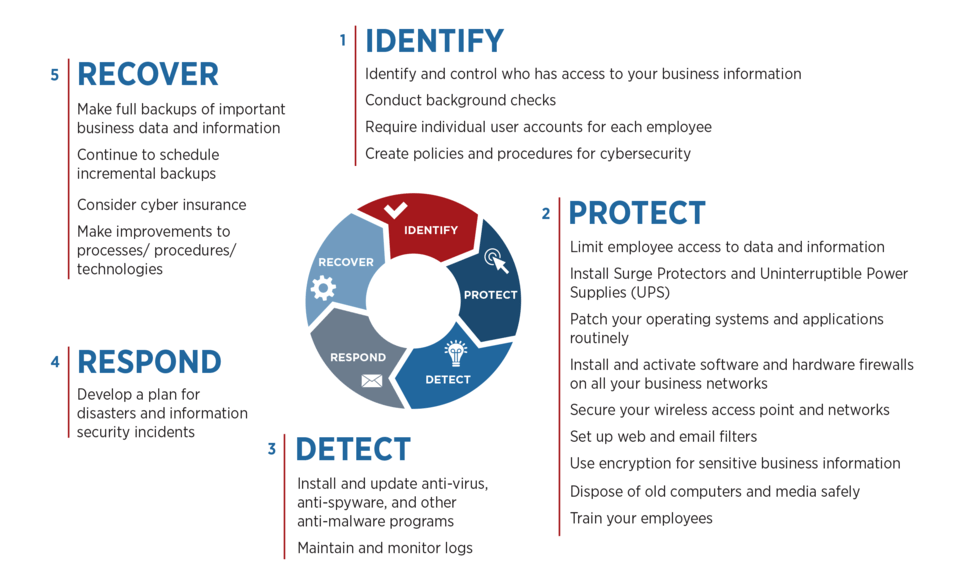 1 IDENTIFY
Identify and control who has access to your business information
Conduct background checks
Require individual user accounts for each employee
Create policies and procedures for cybersecurity
2 PROTECT
Limit employee access to data and information
Install Surge Protectors and Uninterruptible Power
Supplies (UPS)
Patch your operating systems and applications
routinely
Install and activate software and hardware firewalls
on all your business networks
Secure your wireless access point and networks
Set up web and email filters
Use encryption for sensitive business information
Dispose of old computers and media safely
Train your employees
3 DETECT
Install and update anti-virus,
anti-spyware, and other
anti-malware programs
Maintain and monitor logs
4 RESPOND
Develop a plan for
disasters and information
security incidents
5 RECOVER
Make full backups of important
business data and information
Continue to schedule
incremental backups
Consider cyber insurance
Make improvements to
processes/ procedures/
technologies
IDENTIFY
PROTECT
DETECT
RESPOND
RECOVER